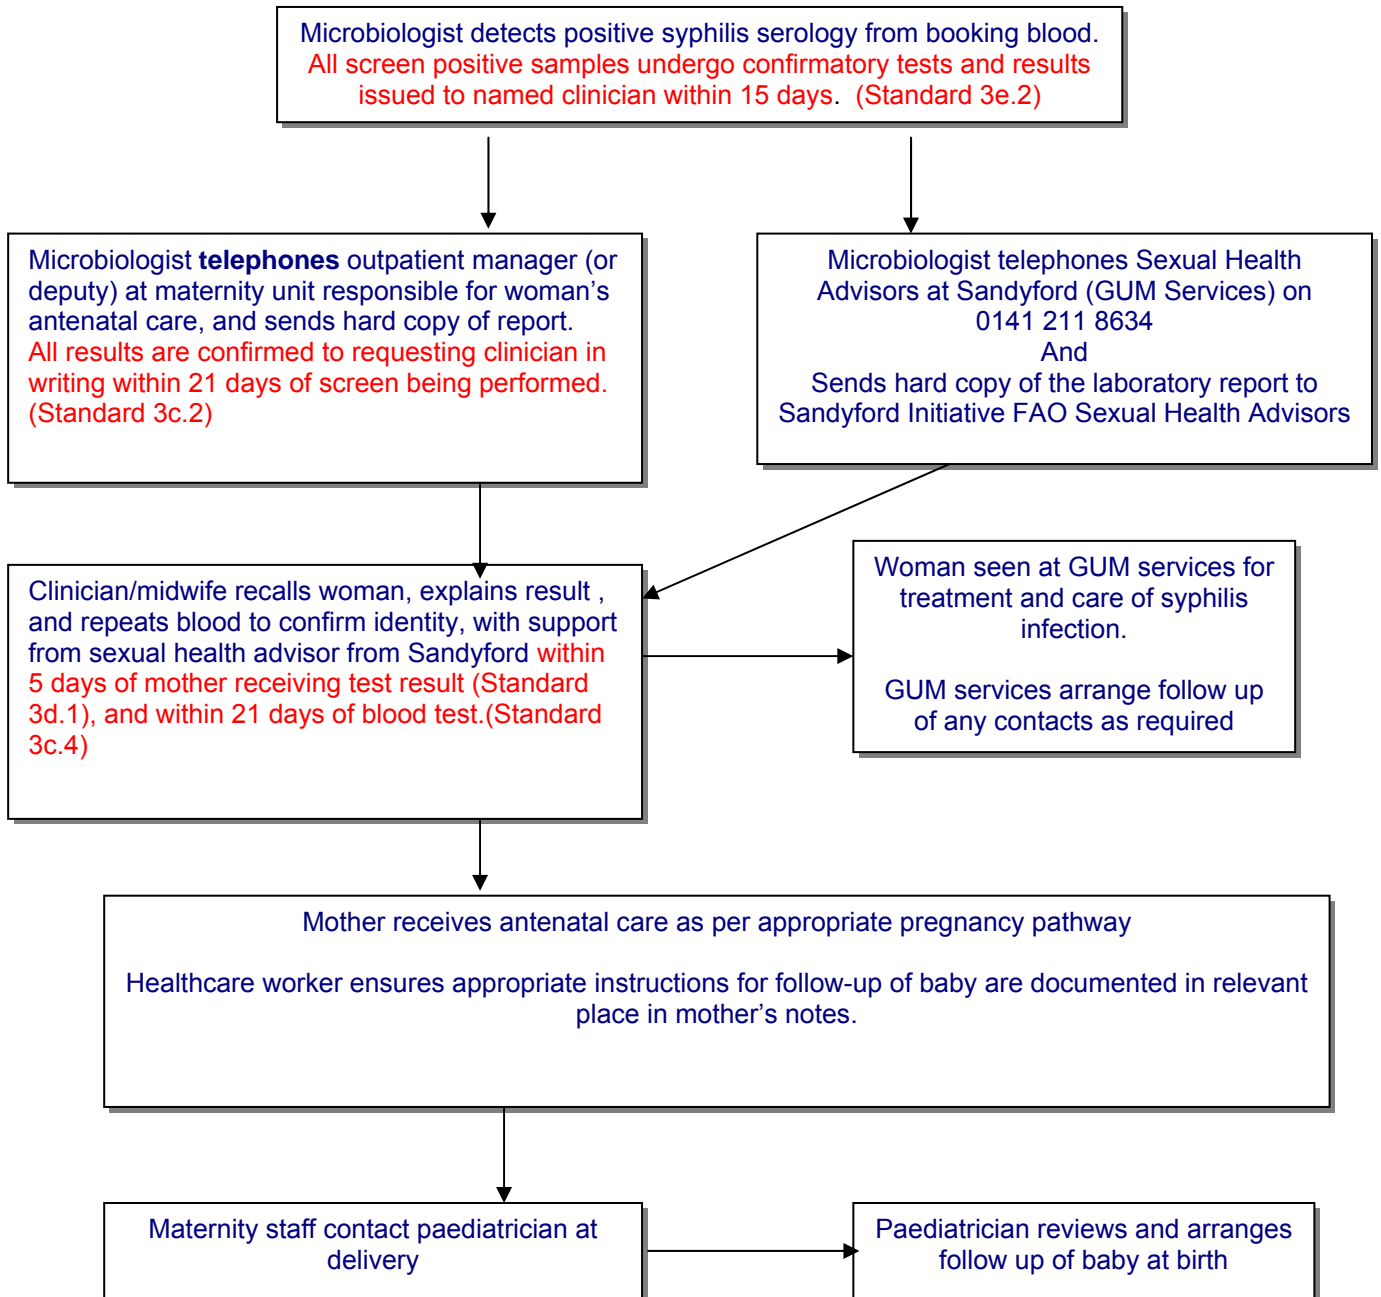 Microbiologist detects positive syphilis serology from booking blood.
All screen positive samples undergo confirmatory tests and results
issued to named clinician within 15 days.  (Standard 3e.2)
Microbiologist telephones outpatient manager (or
deputy) at maternity unit responsible for woman's
antenatal care, and sends hard copy of report.
All results are confirmed to requesting clinician in
writing within 21 days of screen being performed.
(Standard 3c.2)
Microbiologist telephones Sexual Health
Advisors at Sandyford (GUM Services) on
0141 211 8634
And
Sends hard copy of the laboratory report to
Sandyford Initiative FAO Sexual Health Advisors
Clinician/midwife recalls woman, explains result ,
and repeats blood to confirm identity, with support
from sexual health advisor from Sandyford within
5 days of mother receiving test result (Standard
3d.1), and within 21 days of blood test.(Standard
3c.4)
Woman seen at GUM services for
treatment and care of syphilis
infection.
GUM services arrange follow up
of any contacts as required
Mother receives antenatal care as per appropriate pregnancy pathway
Healthcare worker ensures appropriate instructions for follow-up of baby are documented in relevant
place in mother's notes.
Maternity staff contact paediatrician at
delivery
Paediatrician reviews and arranges
follow up of baby at birth